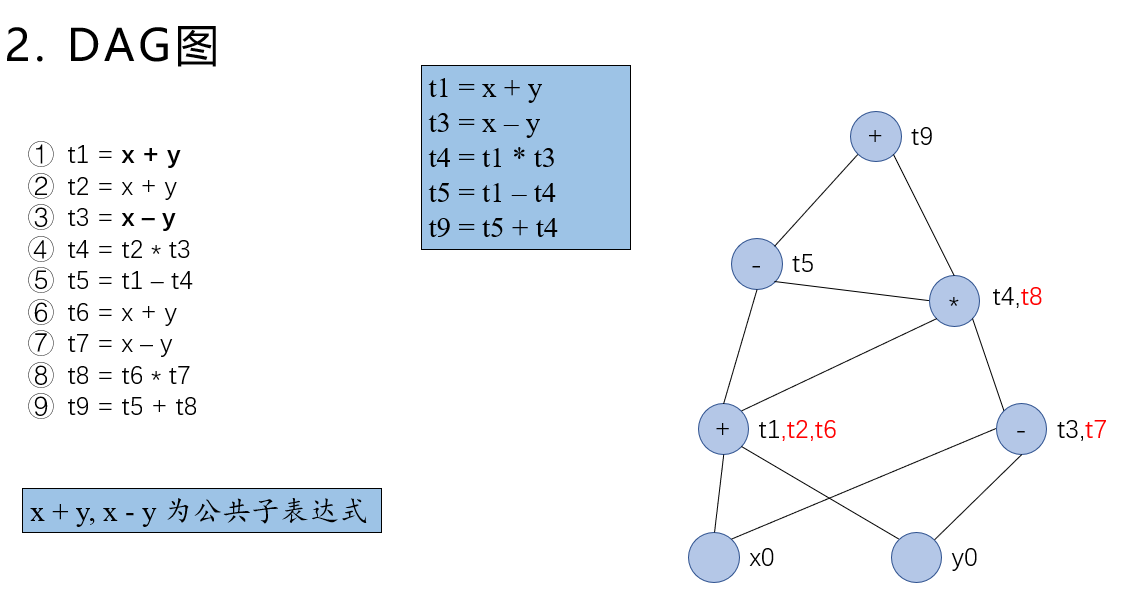 2. DAG图
① t1 = x + y
② t2 = x + y
③ t3 = x – y
④ t4 = t2 * t3
⑤ t5 = t1 – t4
⑥ t6 = x + y
⑦ t7 = x – y
⑧ t8 = t6 * t7
⑨ t9 = t5 + t8
x + y, x - y 为公共子表达式
t1 = x + y
t3 = x – y
t4 = t1 * t3
t5 = t1 – t4
t9 = t5 + t4
+ t9
- t5
* t4,t8
+ t1,t2,t6
- t3,t7
x0
y0